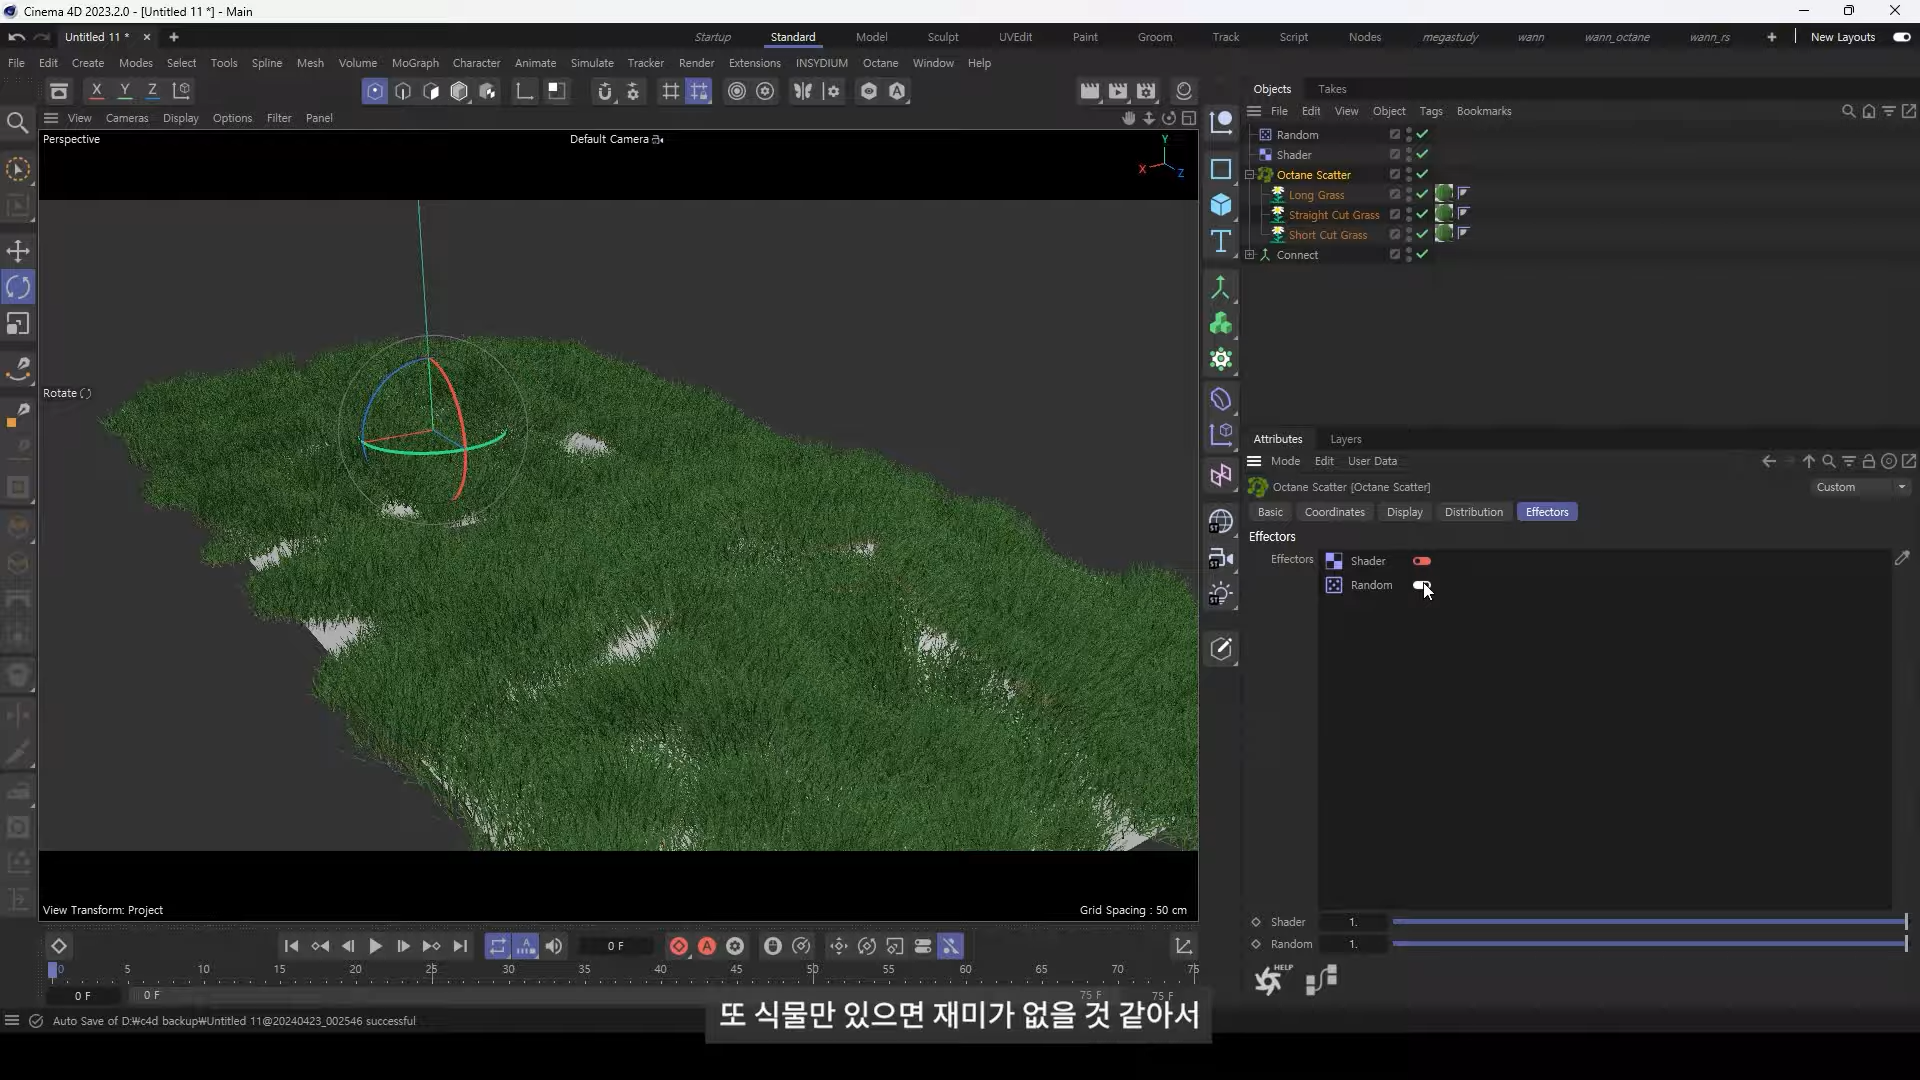 Cinema 4D 2023.2.0 - [Untitled 11 *] - Main
Untitled 11 *
Startup Standard Model Sculpt UVEdit Paint Groom Track Script Nodes megastudy wann wann_octane wann_rs New Layouts
File Edit Create Modes Select Tools Spline Mesh Volume MoGraph Character Animate Simulate Tracker Render Extensions INSYDIUM Octane Window Help
X Y Z
Objects Takes
File Edit View Object Tags Bookmarks
View Cameras Display Options Filter Panel
Perspective
Default Camera
Y
X
Z
Random
Shader
Octane Scatter
Long Grass
Straight Cut Grass
Short Cut Grass
Connect
Rotate
Attributes Layers
Mode Edit User Data
Octane Scatter [Octane Scatter]
Custom
Basic Coordinates Display Distribution Effectors
Effectors
Effectors
Shader
Random
View Transform: Project
Grid Spacing : 50 cm
Shader 1.
Random 1.
0 F
0 5 10 15 20 25 30 35 40 45 50 55 60 65 70 75
0 F 0 F 75 F 75 F
HELP
Auto Save of D:₩c4d backup₩Untitled 11@20240423_002546 successful
또 식물만 있으면 재미가 없을 것 같아서